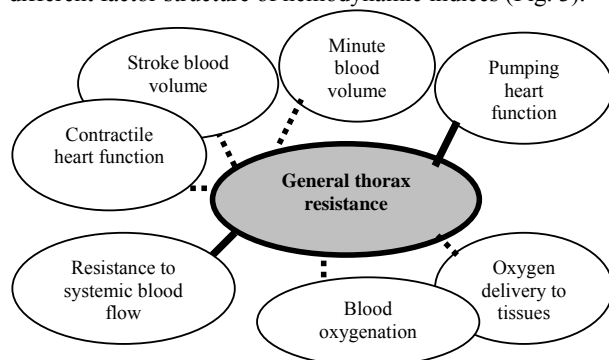 different factor structure of hemodynamic indices (Fig. 3).
Stroke blood
volume
Minute
blood
volume
Pumping
heart
function
Contractile
heart function
General thorax
resistance
Resistance to
systemic blood
flow
Blood
oxygenation
Oxygen
delivery to
tissues